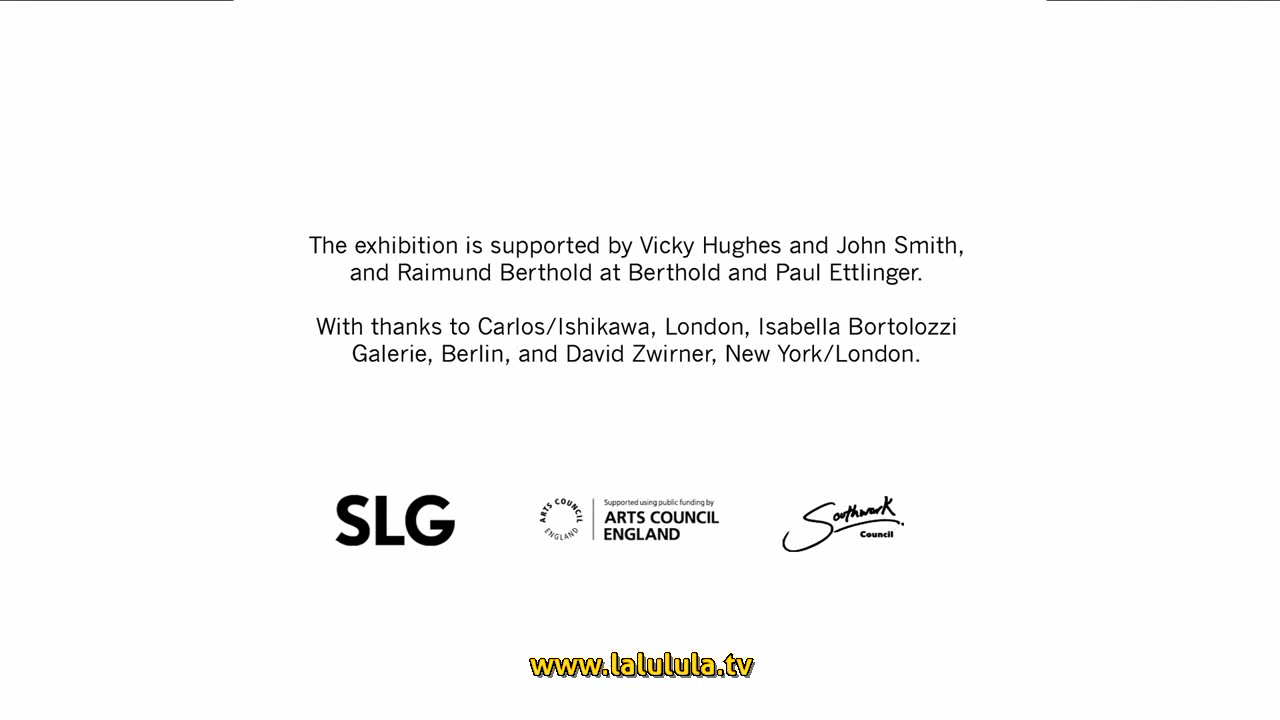 The exhibition is supported by Vicky Hughes and John Smith,
and Raimund Berthold at Berthold and Paul Ettlinger.
With thanks to Carlos/Ishikawa, London, Isabella Bortolozzi
Galerie, Berlin, and David Zwirner, New York/London.
SLG
ARTS COUNCIL
ENGLAND
Supported using public funding by
ARTS COUNCIL
ENGLAND
Southwark
Council
www.lalulula.tv